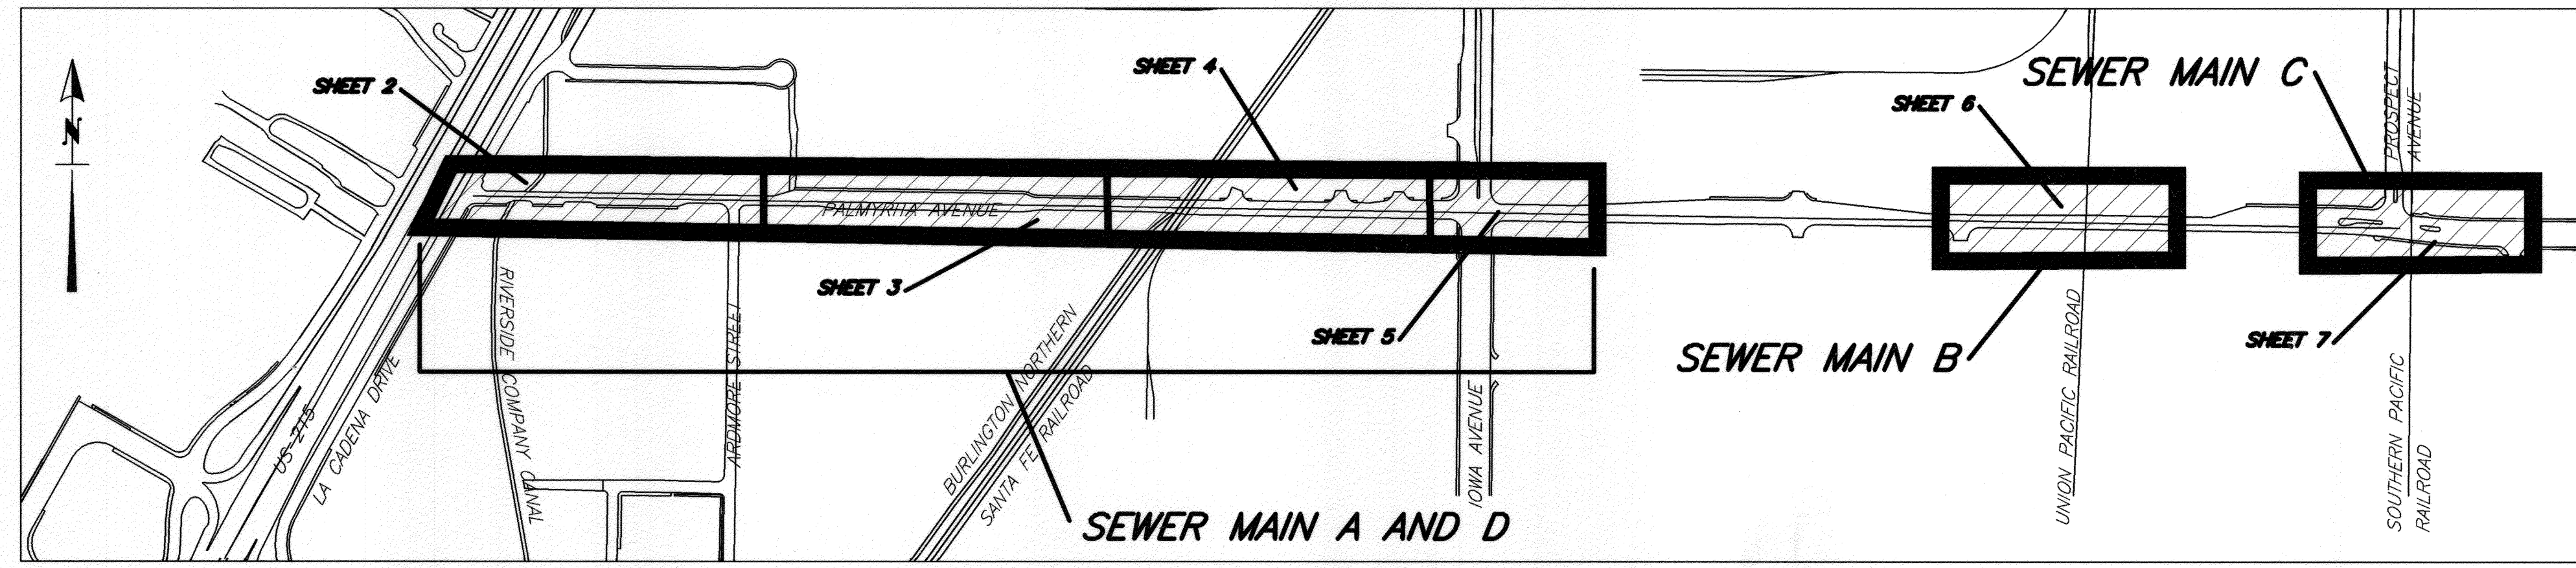 SHEET 2
SHEET 4
SEWER MAIN C
SHEET 6
PROSPECT
AVENUE
N
PALMYRITA AVENUE
SHEET 3
SHEET 5
SEWER MAIN B
SHEET 7
US-215
LA CADENA DRIVE
RIVERSIDE COMPANY CANAL
ARDMORE STREET
BURLINGTON NORTHERN
SANTA FE RAILROAD
IOWA AVENUE
UNION PACIFIC RAILROAD
SOUTHERN PACIFIC
RAILROAD
SEWER MAIN A AND D